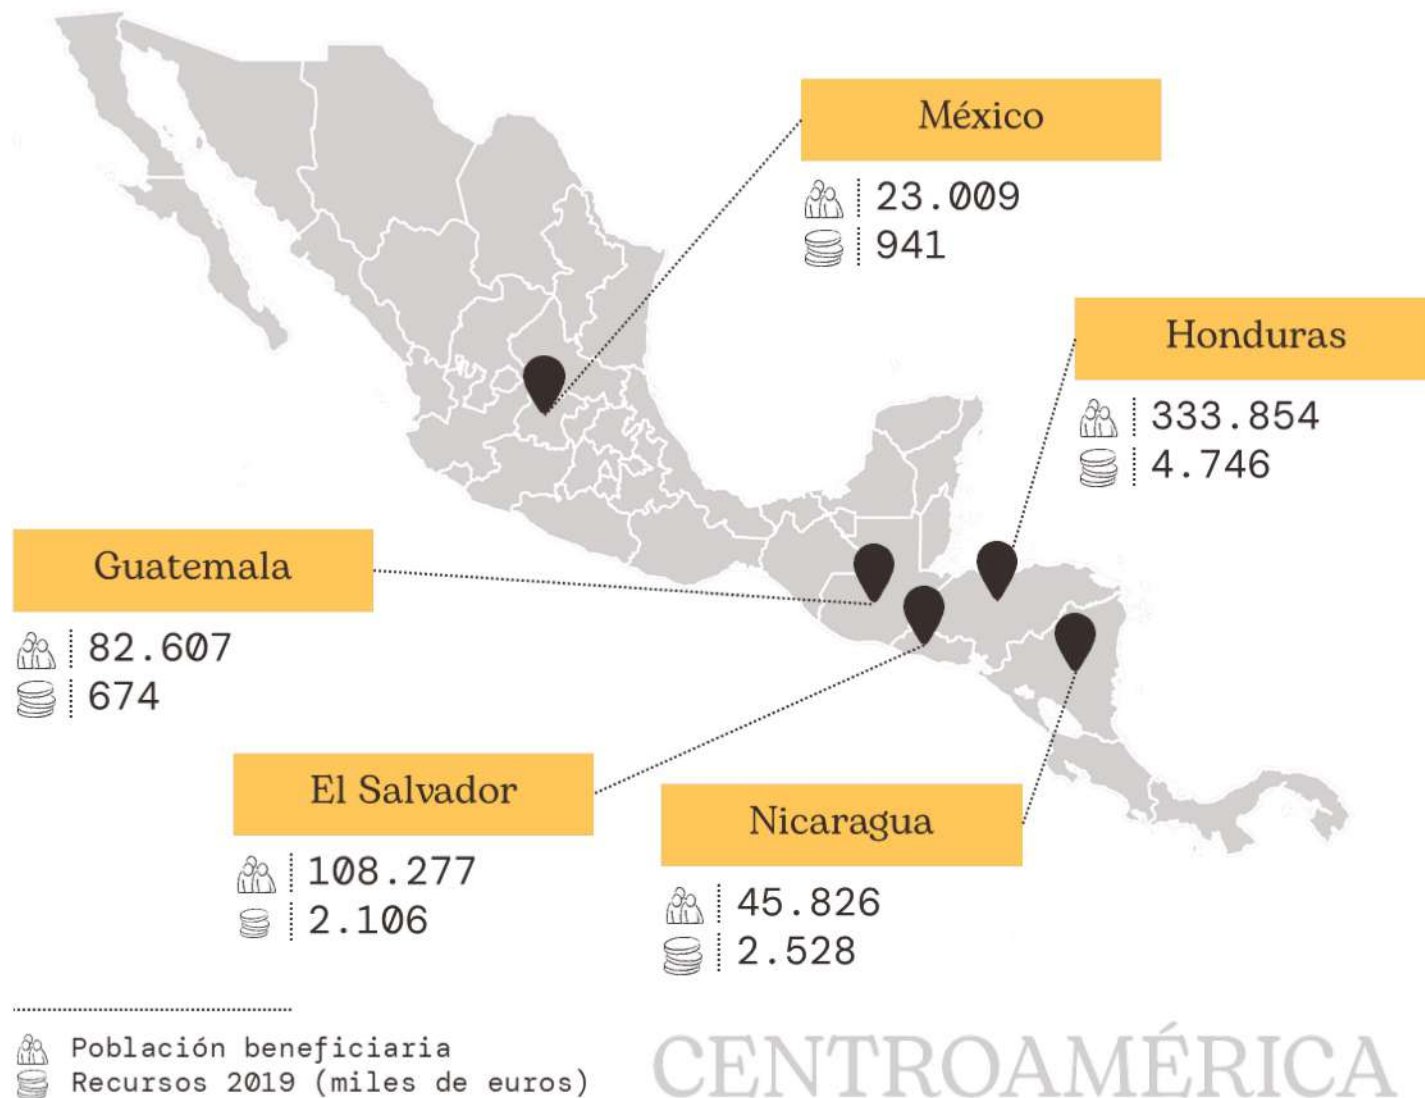 México
23.009
941
Honduras
333.854
4.746
Guatemala
82.607
674
El Salvador
108.277
2.106
Nicaragua
45.826
2.528
Población beneficiaria
Recursos 2019 (miles de euros)
CENTROAMÉRICA